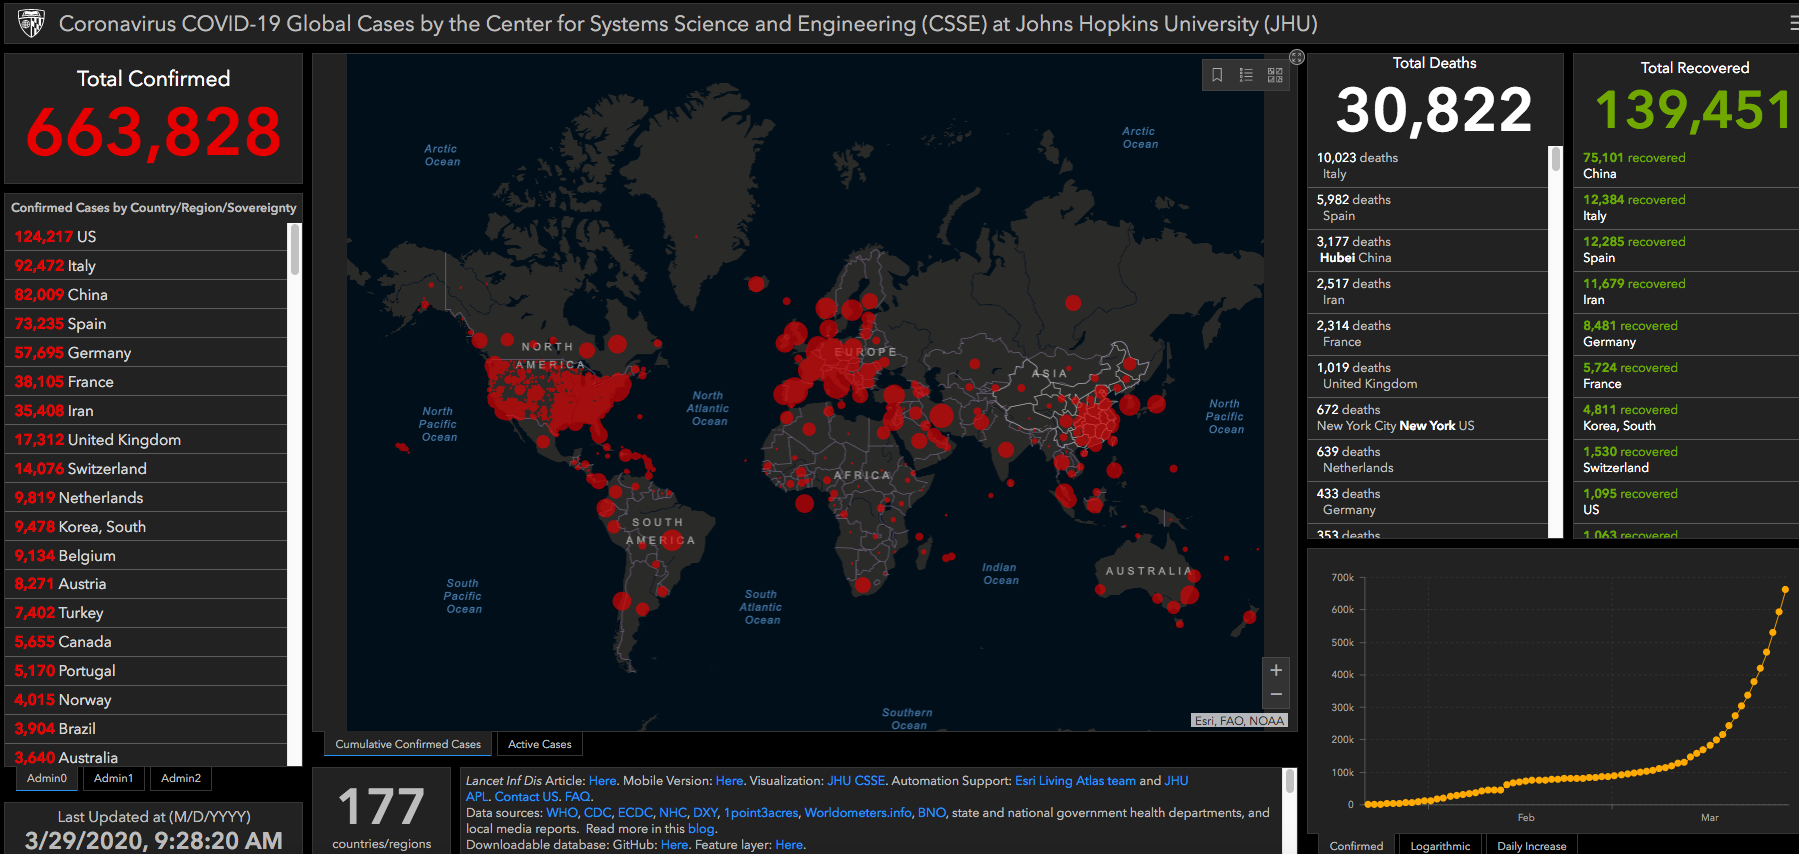 Coronavirus COVID-19 Global Cases by the Center for Systems Science and Engineering (CSSE) at Johns Hopkins University (JHU)
Total Confirmed
663,828
Confirmed Cases by Country/Region/Sovereignty
124,217 US
92,472 Italy
82,009 China
73,235 Spain
57,695 Germany
38,105 France
35,408 Iran
17,312 United Kingdom
14,076 Switzerland
9,819 Netherlands
9,478 Korea, South
9,134 Belgium
8,271 Austria
7,402 Turkey
5,655 Canada
5,170 Portugal
4,015 Norway
3,904 Brazil
3,640 Australia
Admin0
Admin1
Admin2
Last Updated at (M/D/YYYY)
3/29/2020, 9:28:20 AM
Arctic
Ocean
Arctic
Ocean
NORTH
AMERICA
EUROPE
ASIA
North
Pacific
Ocean
North
Atlantic
Ocean
North
Pacific
Ocean
AFRICA
SOUTH
AMERICA
AUSTRALIA
Indian
Ocean
South
Pacific
Ocean
South
Atlantic
Ocean
Southern
Ocean
+
−
Esri, FAO, NOAA
Cumulative Confirmed Cases
Active Cases
177
countries/regions
Lancet Inf Dis Article: Here. Mobile Version: Here. Visualization: JHU CSSE. Automation Support: Esri Living Atlas team and JHU
APL. Contact US. FAQ.
Data sources: WHO, CDC, ECDC, NHC, DXY, 1point3acres, Worldometers.info, BNO, state and national government health departments, and
local media reports. Read more in this blog.
Downloadable database: GitHub: Here. Feature layer: Here.
Total Deaths
30,822
10,023 deaths
Italy
5,982 deaths
Spain
3,177 deaths
Hubei China
2,517 deaths
Iran
2,314 deaths
France
1,019 deaths
United Kingdom
672 deaths
New York City New York US
639 deaths
Netherlands
433 deaths
Germany
353 deaths
Total Recovered
139,451
75,101 recovered
China
12,384 recovered
Italy
12,285 recovered
Spain
11,679 recovered
Iran
8,481 recovered
Germany
5,724 recovered
France
4,811 recovered
Korea, South
1,530 recovered
Switzerland
1,095 recovered
US
1,063 recovered
700k
600k
500k
400k
300k
200k
100k
0
Feb
Mar
Confirmed
Logarithmic
Daily Increase